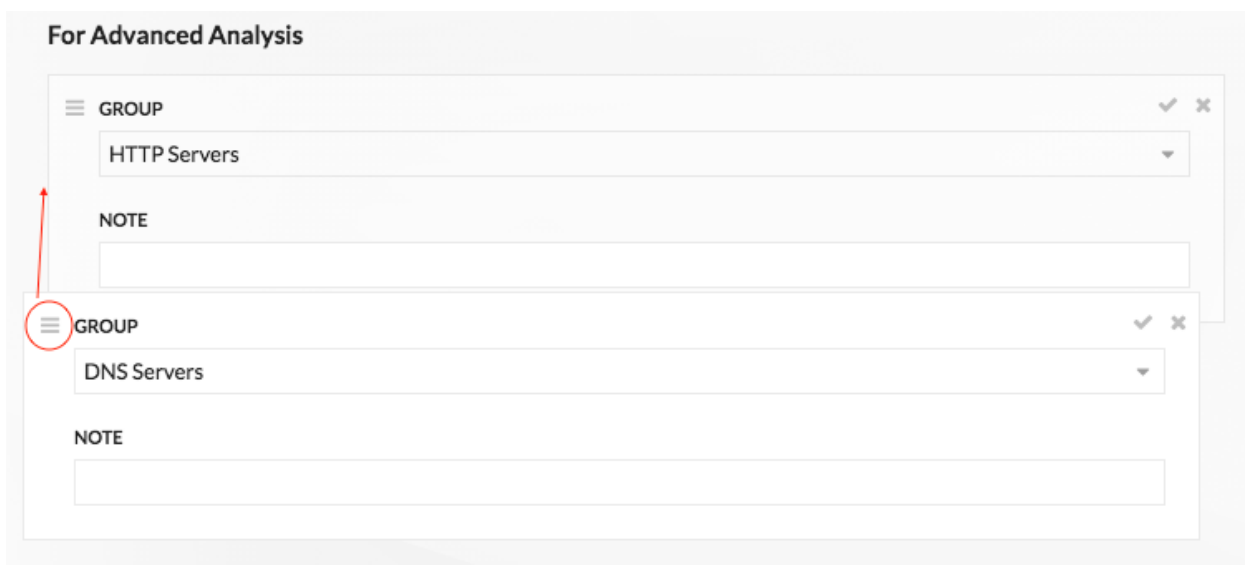 For Advanced Analysis
GROUP
HTTP Servers
NOTE
GROUP
DNS Servers
NOTE